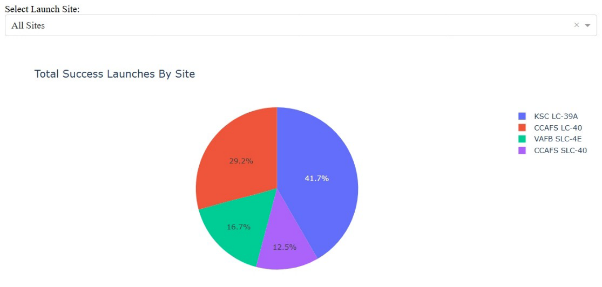 Select Launch Site:
All Sites
Total Success Launches By Site
KSC LC-39A
CCAFS LC-40
VAFB SLC-4E
CCAFS SLC-40
29.2%
41.7%
16.7%
12.5%